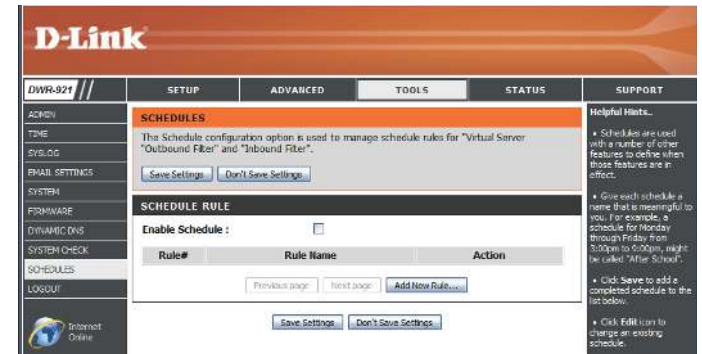 D-Link
DWR-921 // SETUP ADVANCED TOOLS STATUS SUPPORT
ADMIN
TIME
SYSLOG
EMAIL SETTINGS
SYSTEM
FIRMWARE
DYNAMIC DNS
SYSTEM CHECK
SCHEDULES
LOGOUT
Internet
Online
SCHEDULES
The Schedule configuration option is used to manage schedule rules for "Virtual Server
"Outbound Filter" and "Inbound Filter".
Save Settings Don't Save Settings
SCHEDULE RULE
Enable Schedule :
Rule# Rule Name Action
Previous page Next page Add New Rule...
Save Settings Don't Save Settings
Helpful Hints..
• Schedules are used
with a number of other
features to define when
those features are in
effect.
• Give each schedule a
name that is meaningful to
you. For example, a
schedule for Monday
through Friday from
3:00pm to 9:00pm, might
be called "After School".
• Click Save to add a
completed schedule to the
list below.
• Click Edit icon to
change an existing
schedule.